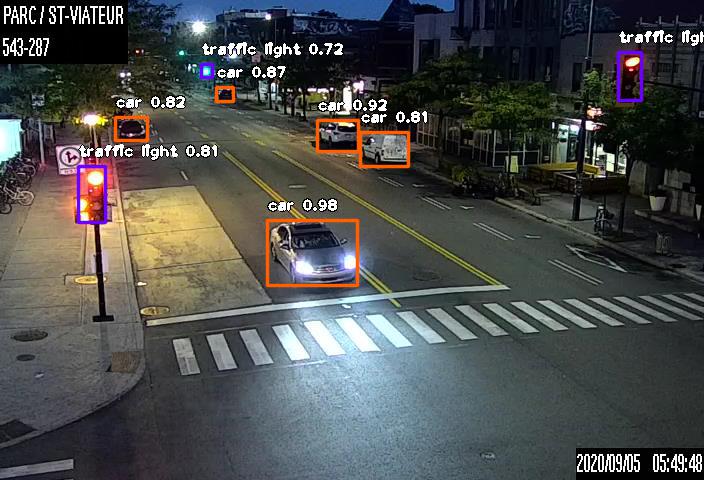 PARC / ST-VIATEUR
543-287
traffic light 0.72
traffic ligh
car 0.87
car 0.82
car 0.92
car 0.81
traffic light 0.81
car 0.98
2020/09/05 05:49:48